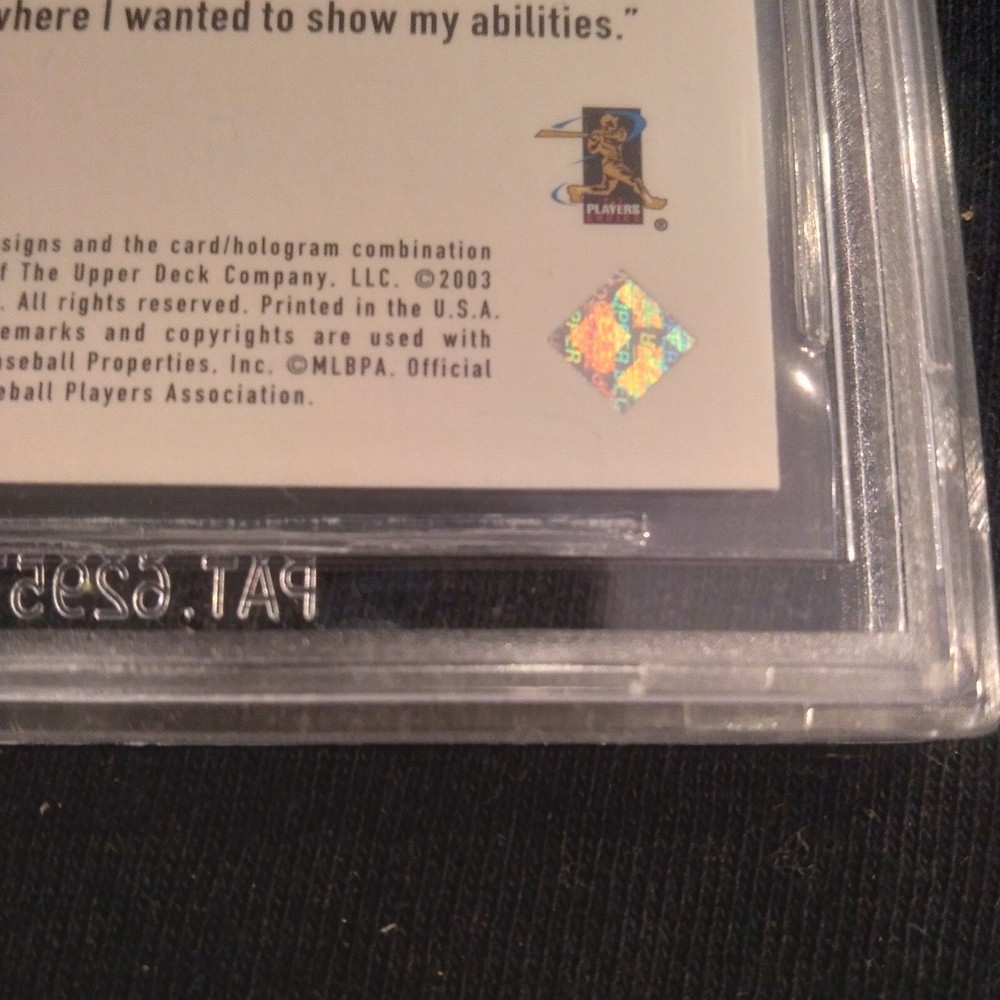 where I wanted to show my abilities."
PLAYERS
®
signs and the card/hologram combination
f The Upper Deck Company, LLC. ©2003
. All rights reserved. Printed in the U.S.A.
emarks and copyrights are used with
aseball Properties, Inc. ©MLBPA. Official
eball Players Association.
PAT.6295